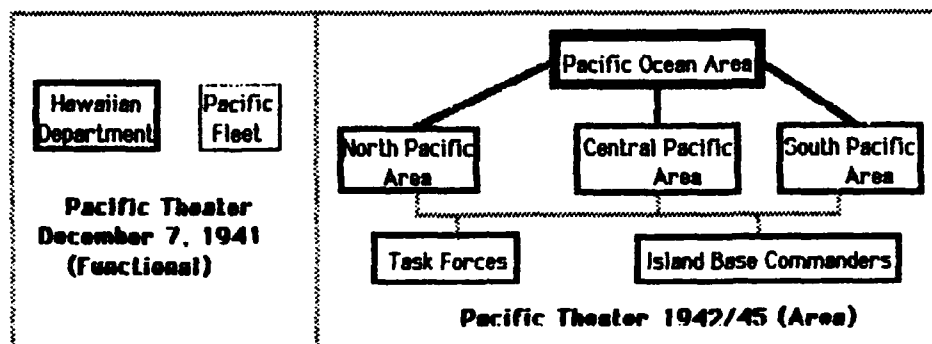 Hawaiian
Department
Pacific
Fleet
Pacific Theater
December 7, 1941
(Functional)
Pacific Ocean Area
North Pacific
Area
Central Pacific
Area
South Pacific
Area
Task Forces
Island Base Commanders
Pacific Theater 1942/45 (Area)